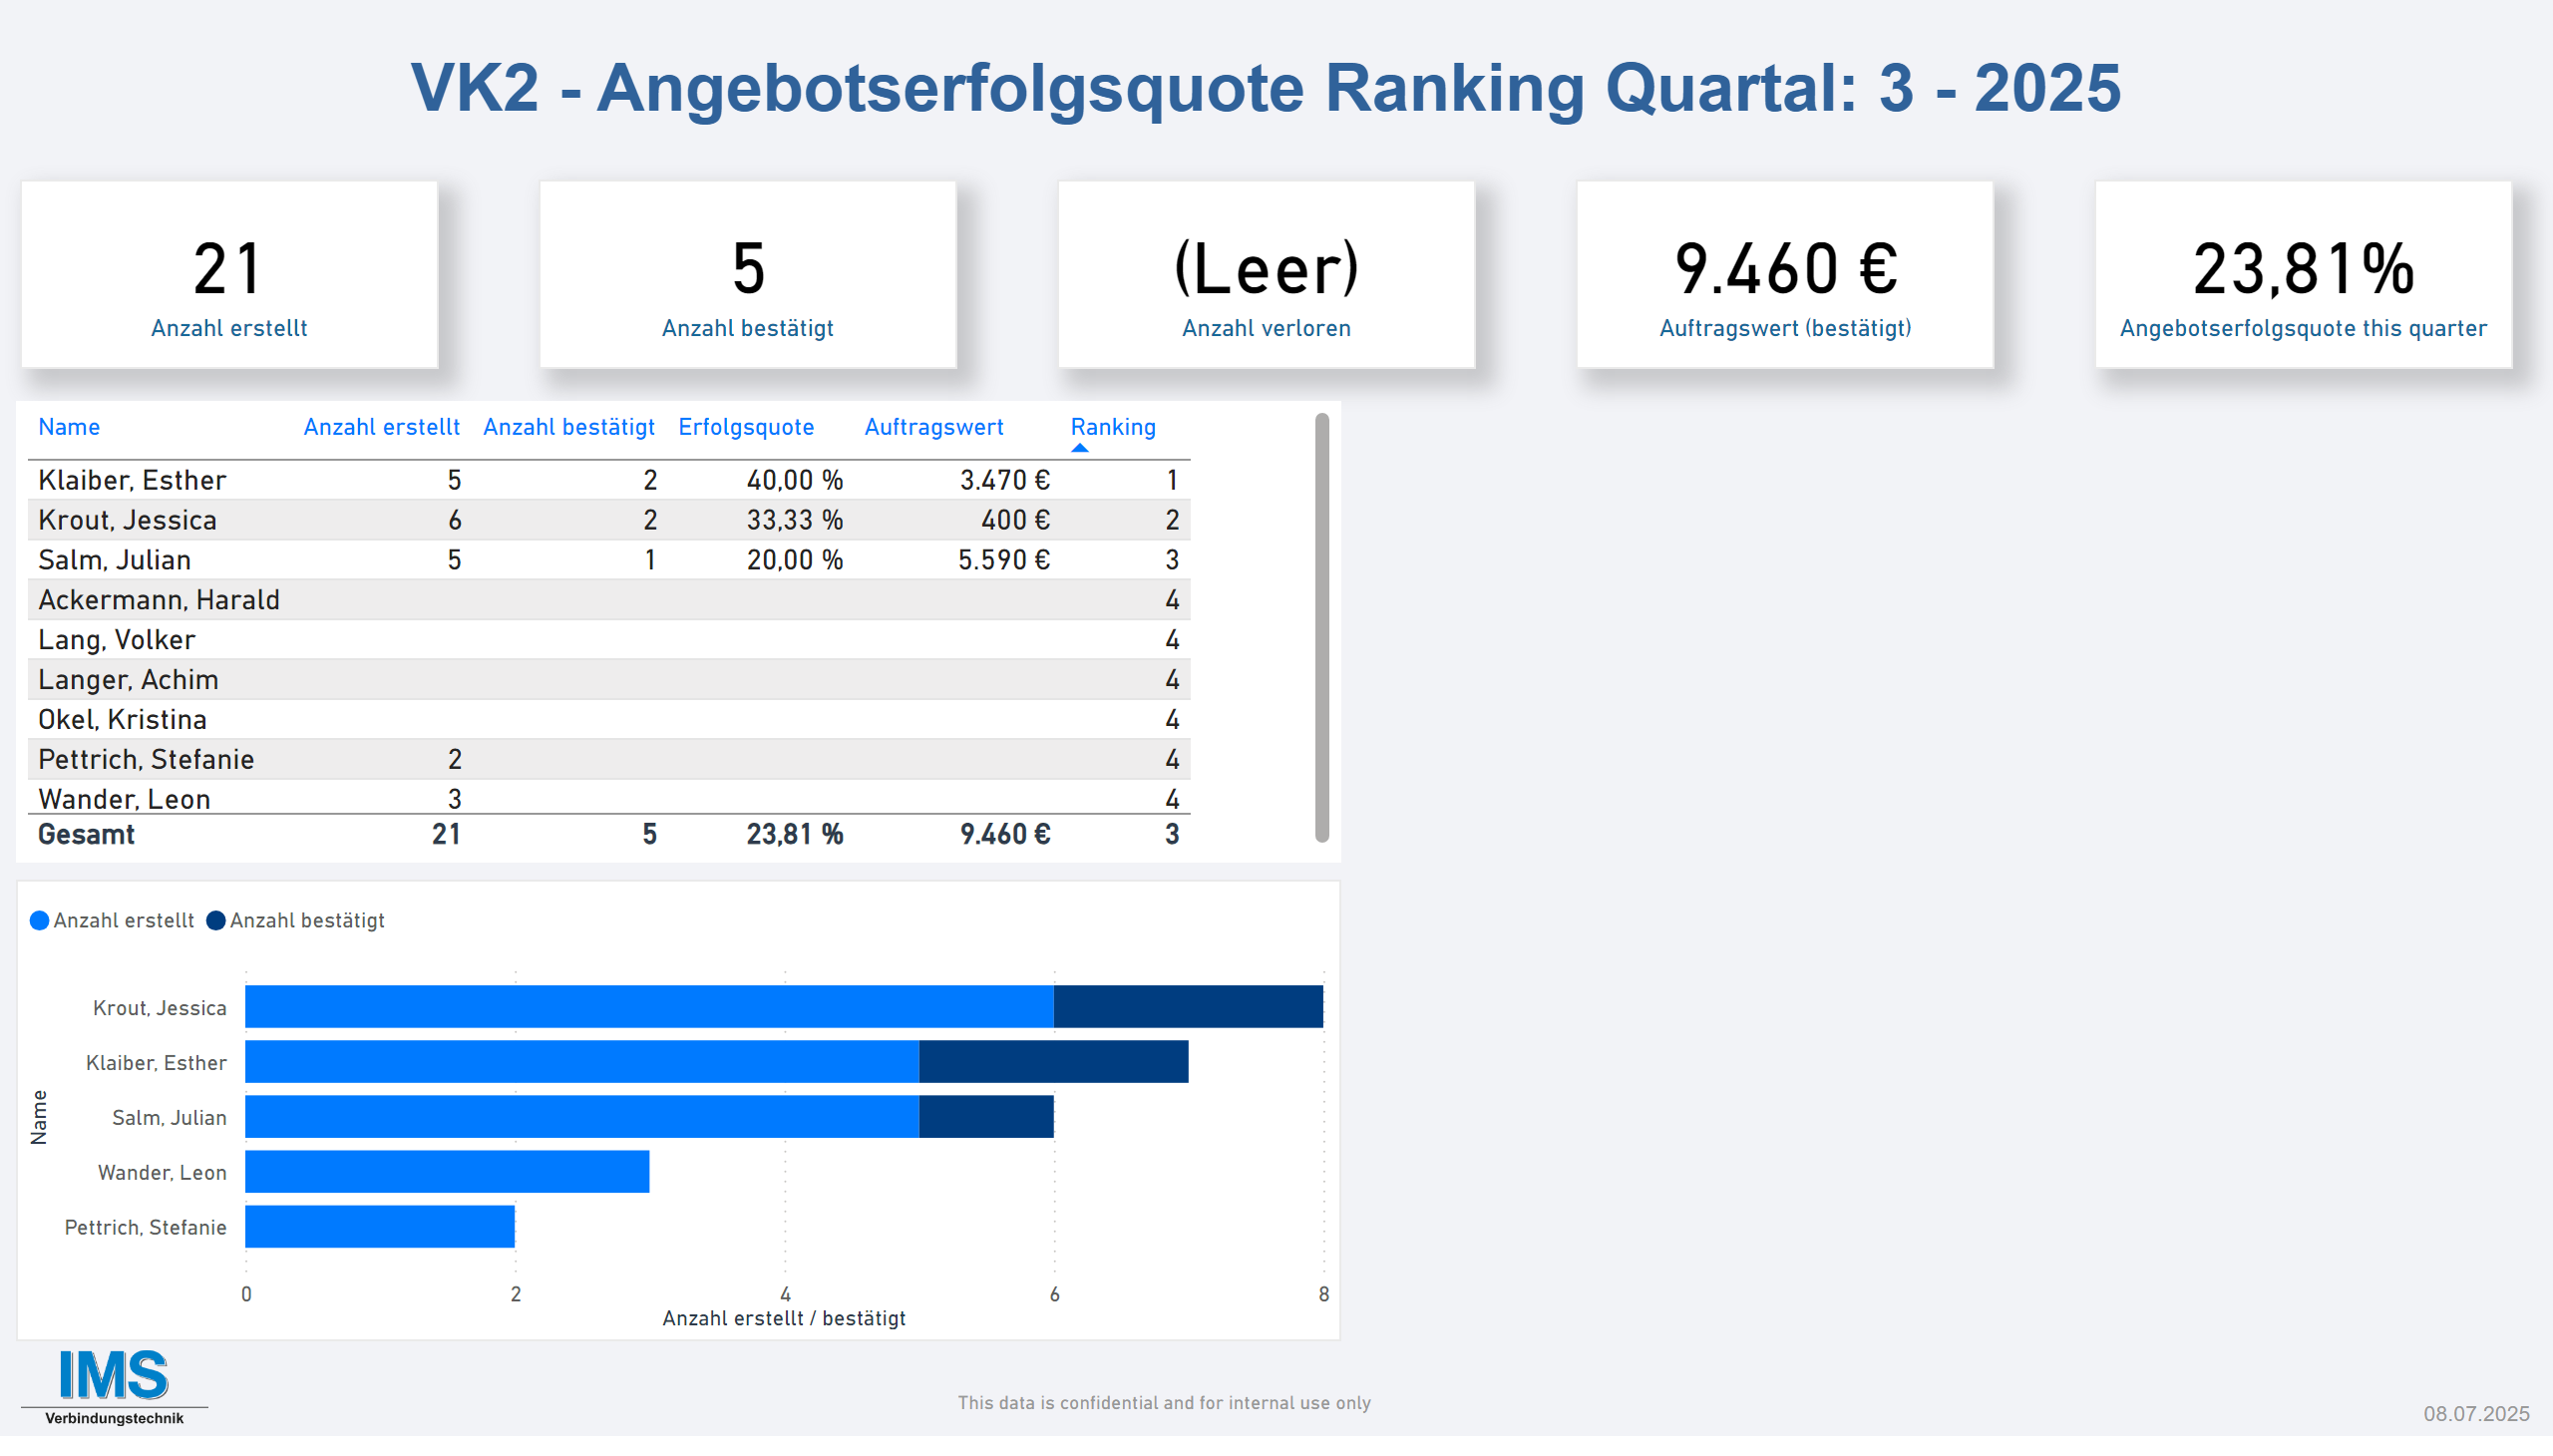 VK2 - Angebotserfolgsquote Ranking Quartal: 3 - 2025
21
Anzahl erstellt
5
Anzahl bestätigt
(Leer)
Anzahl verloren
9.460 €
Auftragswert (bestätigt)
23,81%
Angebotserfolgsquote this quarter
Name Anzahl erstellt Anzahl bestätigt Erfolgsquote Auftragswert Ranking
Klaiber, Esther 5 2 40,00 % 3.470 € 1
Krout, Jessica 6 2 33,33 % 400 € 2
Salm, Julian 5 1 20,00 % 5.590 € 3
Ackermann, Harald 4
Lang, Volker 4
Langer, Achim 4
Okel, Kristina 4
Pettrich, Stefanie 2 4
Wander, Leon 3 4
Gesamt 21 5 23,81 % 9.460 € 3
Anzahl erstellt Anzahl bestätigt
Name
Krout, Jessica
Klaiber, Esther
Salm, Julian
Wander, Leon
Pettrich, Stefanie
0 2 4 6 8
Anzahl erstellt / bestätigt
IMS
Verbindungstechnik
This data is confidential and for internal use only
08.07.2025